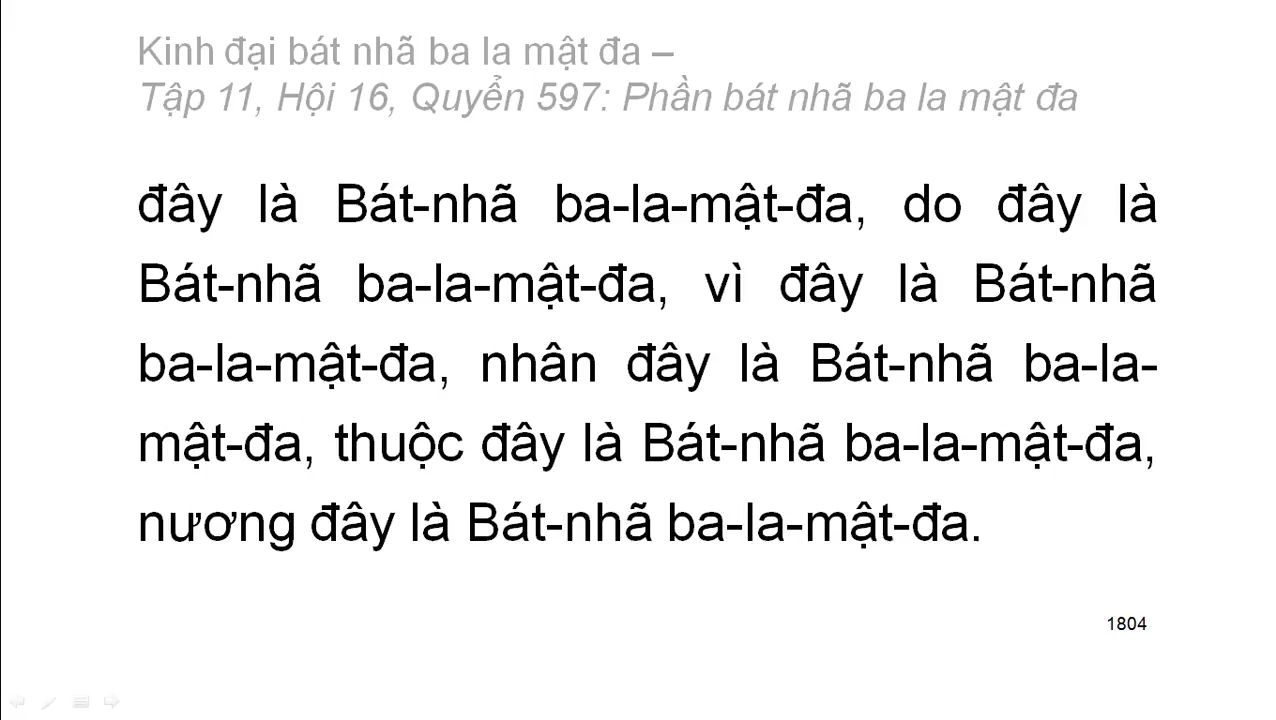 Kinh đại bát nhã ba la mật đa –
Tập 11, Hội 16, Quyển 597: Phần bát nhã ba la mật đa
đây là Bát-nhã ba-la-mật-đa, do đây là
Bát-nhã ba-la-mật-đa, vì đây là Bát-nhã
ba-la-mật-đa, nhân đây là Bát-nhã ba-la-
mật-đa, thuộc đây là Bát-nhã ba-la-mật-đa,
nương đây là Bát-nhã ba-la-mật-đa.
1804